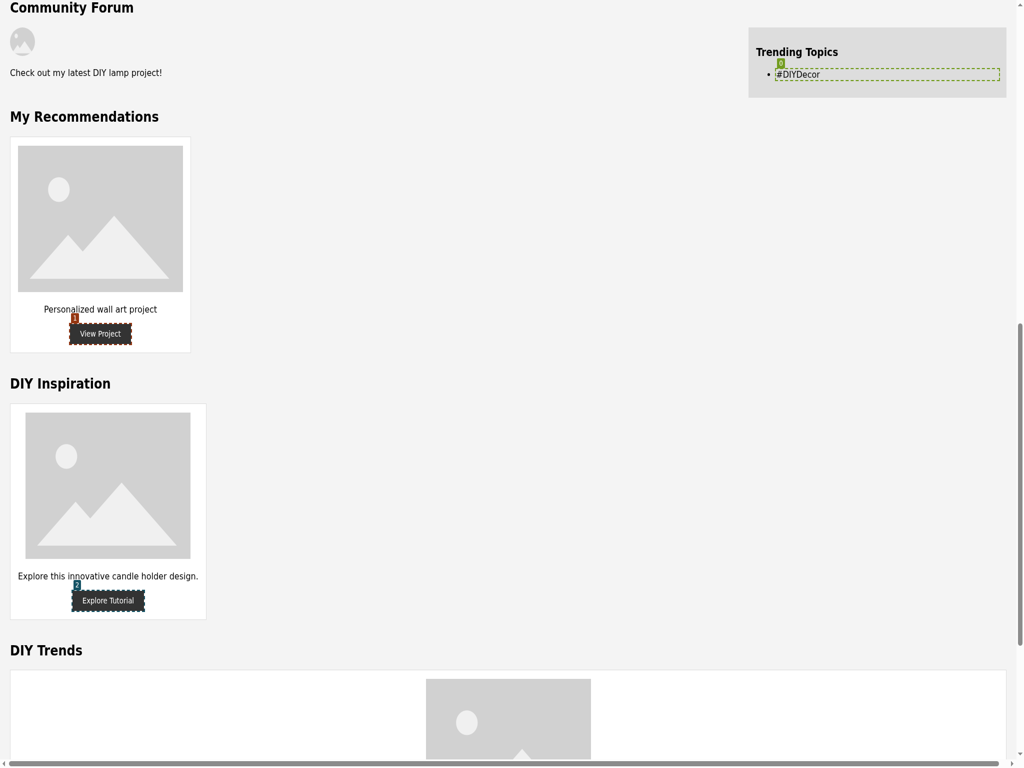 Community Forum
Check out my latest DIY lamp project!
Trending Topics
0
• #DIYDecor
My Recommendations
Personalized wall art project
1
View Project
DIY Inspiration
Explore this innovative candle holder design.
2
Explore Tutorial
DIY Trends